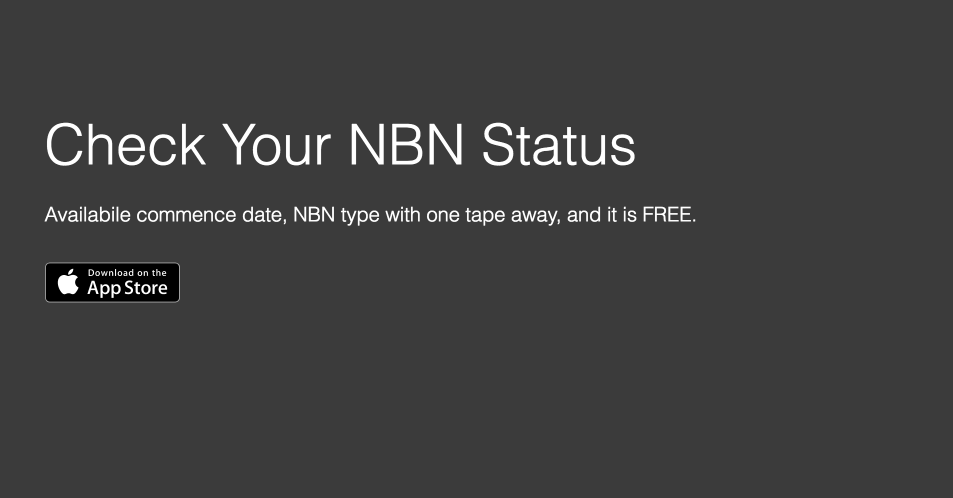 Check Your NBN Status
Availabile commence date, NBN type with one tape away, and it is FREE.
Download on the
App Store